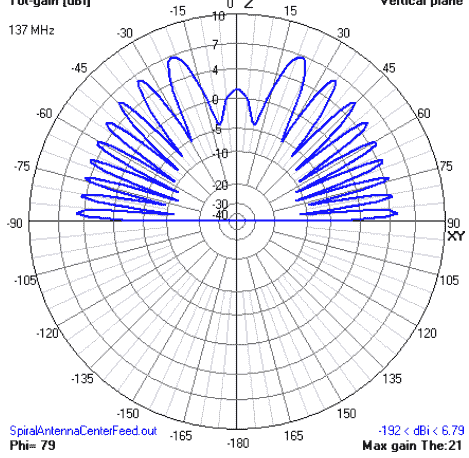 Tot-gain [dBi] 0 Z Vertical plane
-15 10 15
137 MHz
-30 7 30
-45 4 45
-60 0 60
-5
-75 -10 75
-20
-30
-90 -40 90
XY
-105 105
-120 120
-135 135
-150 150
-165 -180 165
SpiralAntennaCenterFeed.out -192 < dBi < 6.79
Phi= 79 Max gain The:21